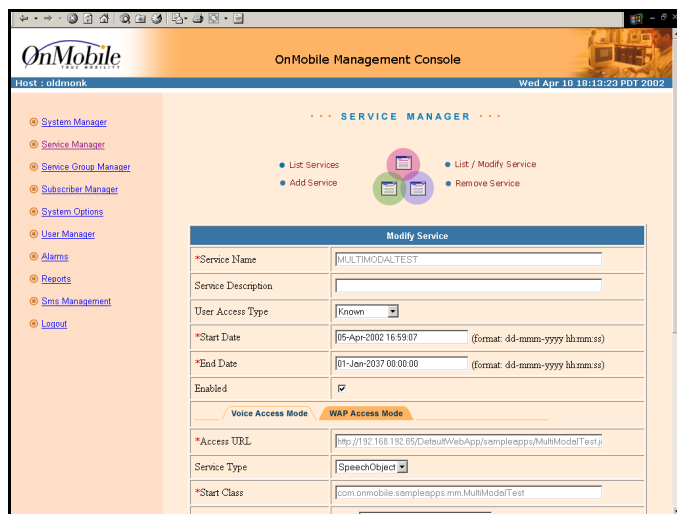 OnMobile
TRUE MOBILITY
OnMobile Management Console
Host : oldmonk
Wed Apr 10 18:13:23 PDT 2002
System Manager
Service Manager
Service Group Manager
Subscriber Manager
System Options
User Manager
Alarms
Reports
Sms Management
Logout
··· SERVICE MANAGER ···
List Services
Add Service
List / Modify Service
Remove Service
Modify Service
*Service Name MULTIMODALTEST
Service Description
User Access Type Known
*Start Date 05-Apr-2002 16:59:07 (format: dd-mmm-yyyy hh:mm:ss)
*End Date 01-Jan-2037 00:00:00 (format: dd-mmm-yyyy hh:mm:ss)
Enabled
Voice Access Mode WAP Access Mode
*Access URL http://192.168.192.85/DefaultWebApp/sampleapps/MultiModalTest.j
Service Type SpeechObject
*Start Class com.onmobile.sampleapps.mm.MultiModalTest